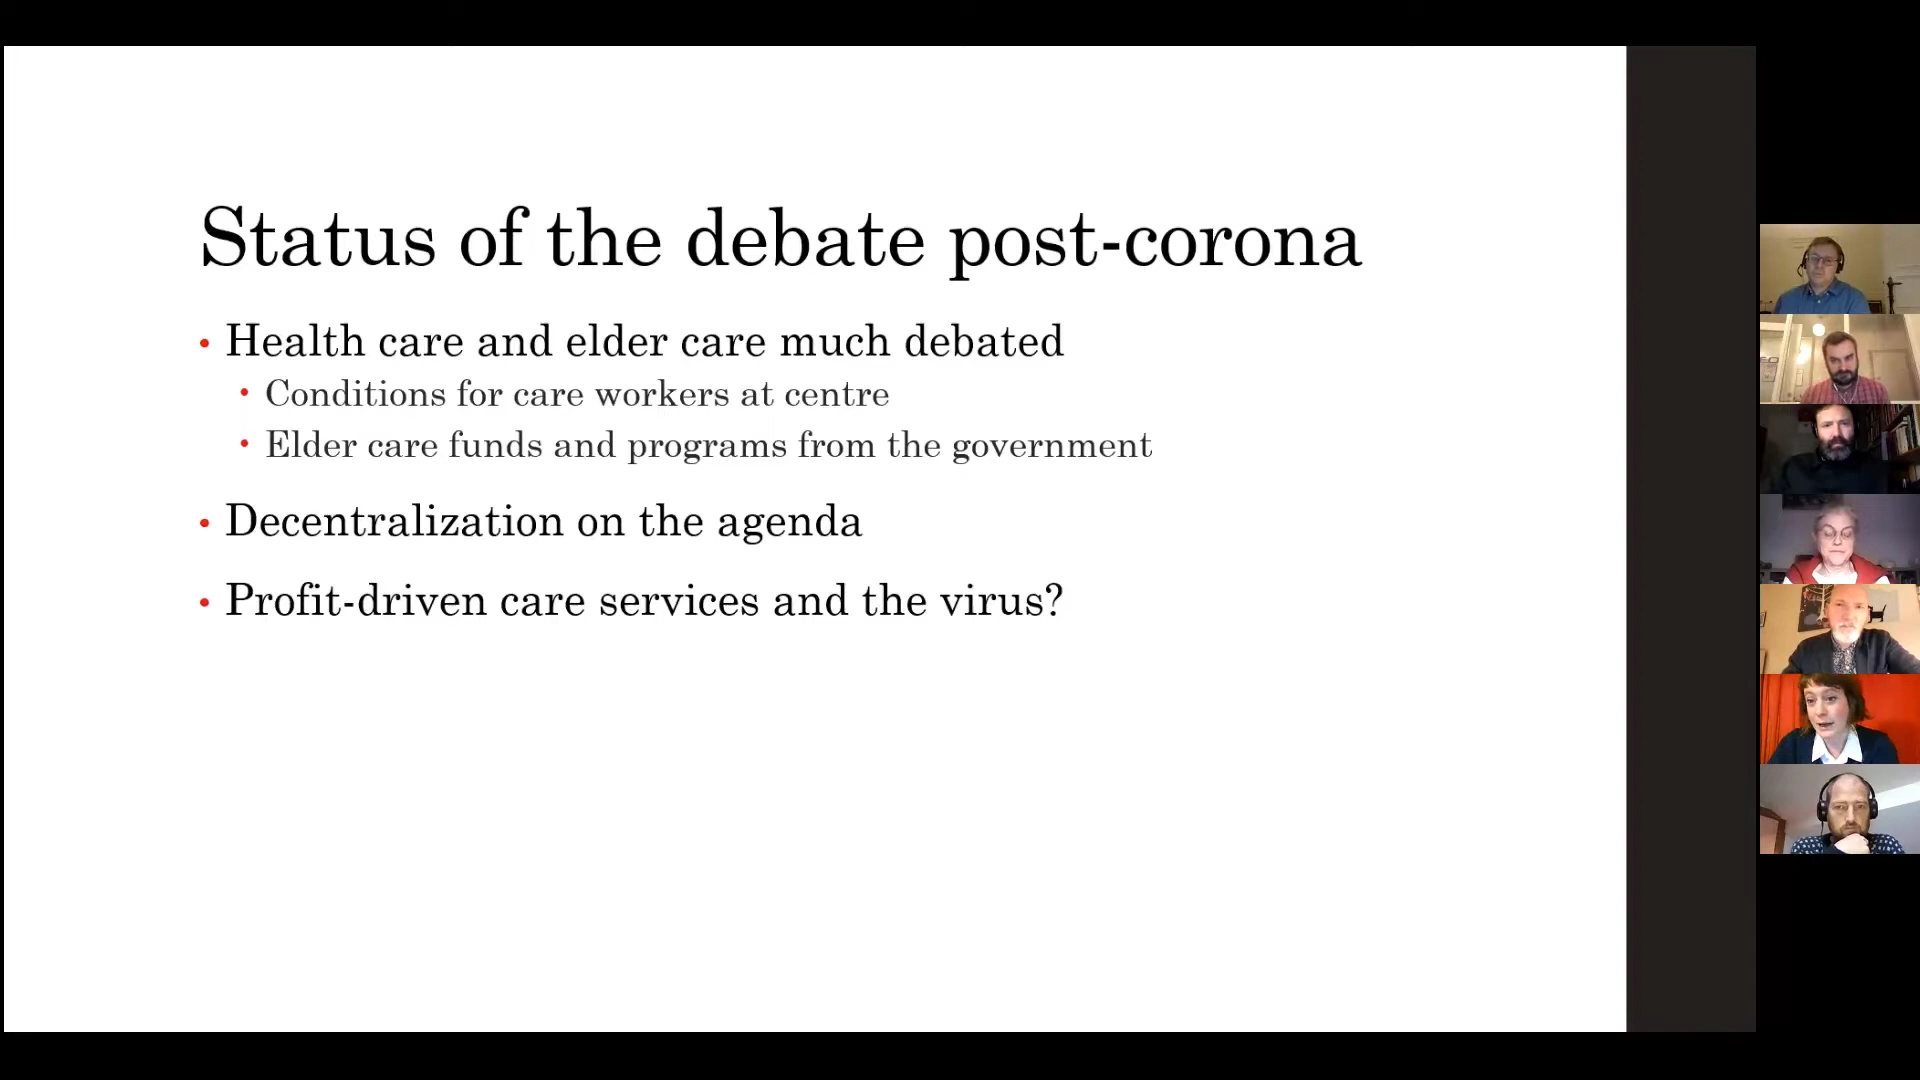 Status of the debate post-corona
• Health care and elder care much debated
• Conditions for care workers at centre
• Elder care funds and programs from the government
• Decentralization on the agenda
• Profit-driven care services and the virus?